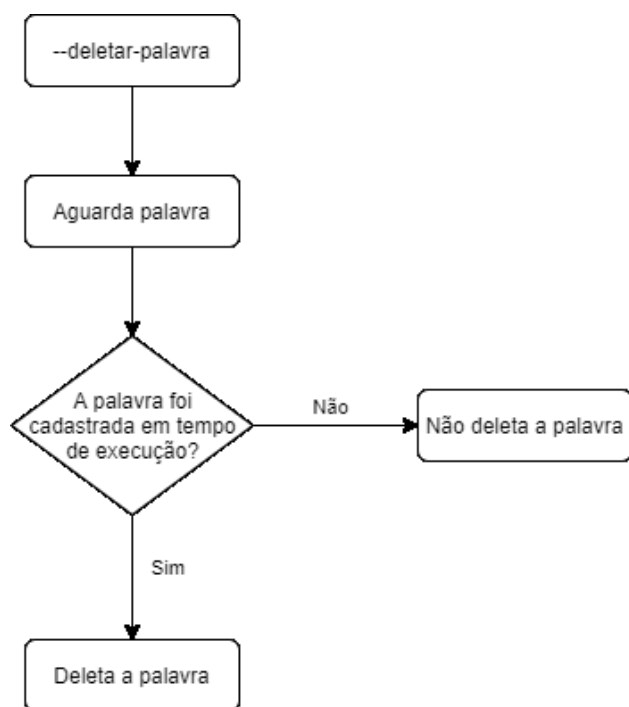 --deletar-palavra
Aguarda palavra
A palavra foi
cadastrada em tempo
de execução?
Não
Não deleta a palavra
Sim
Deleta a palavra